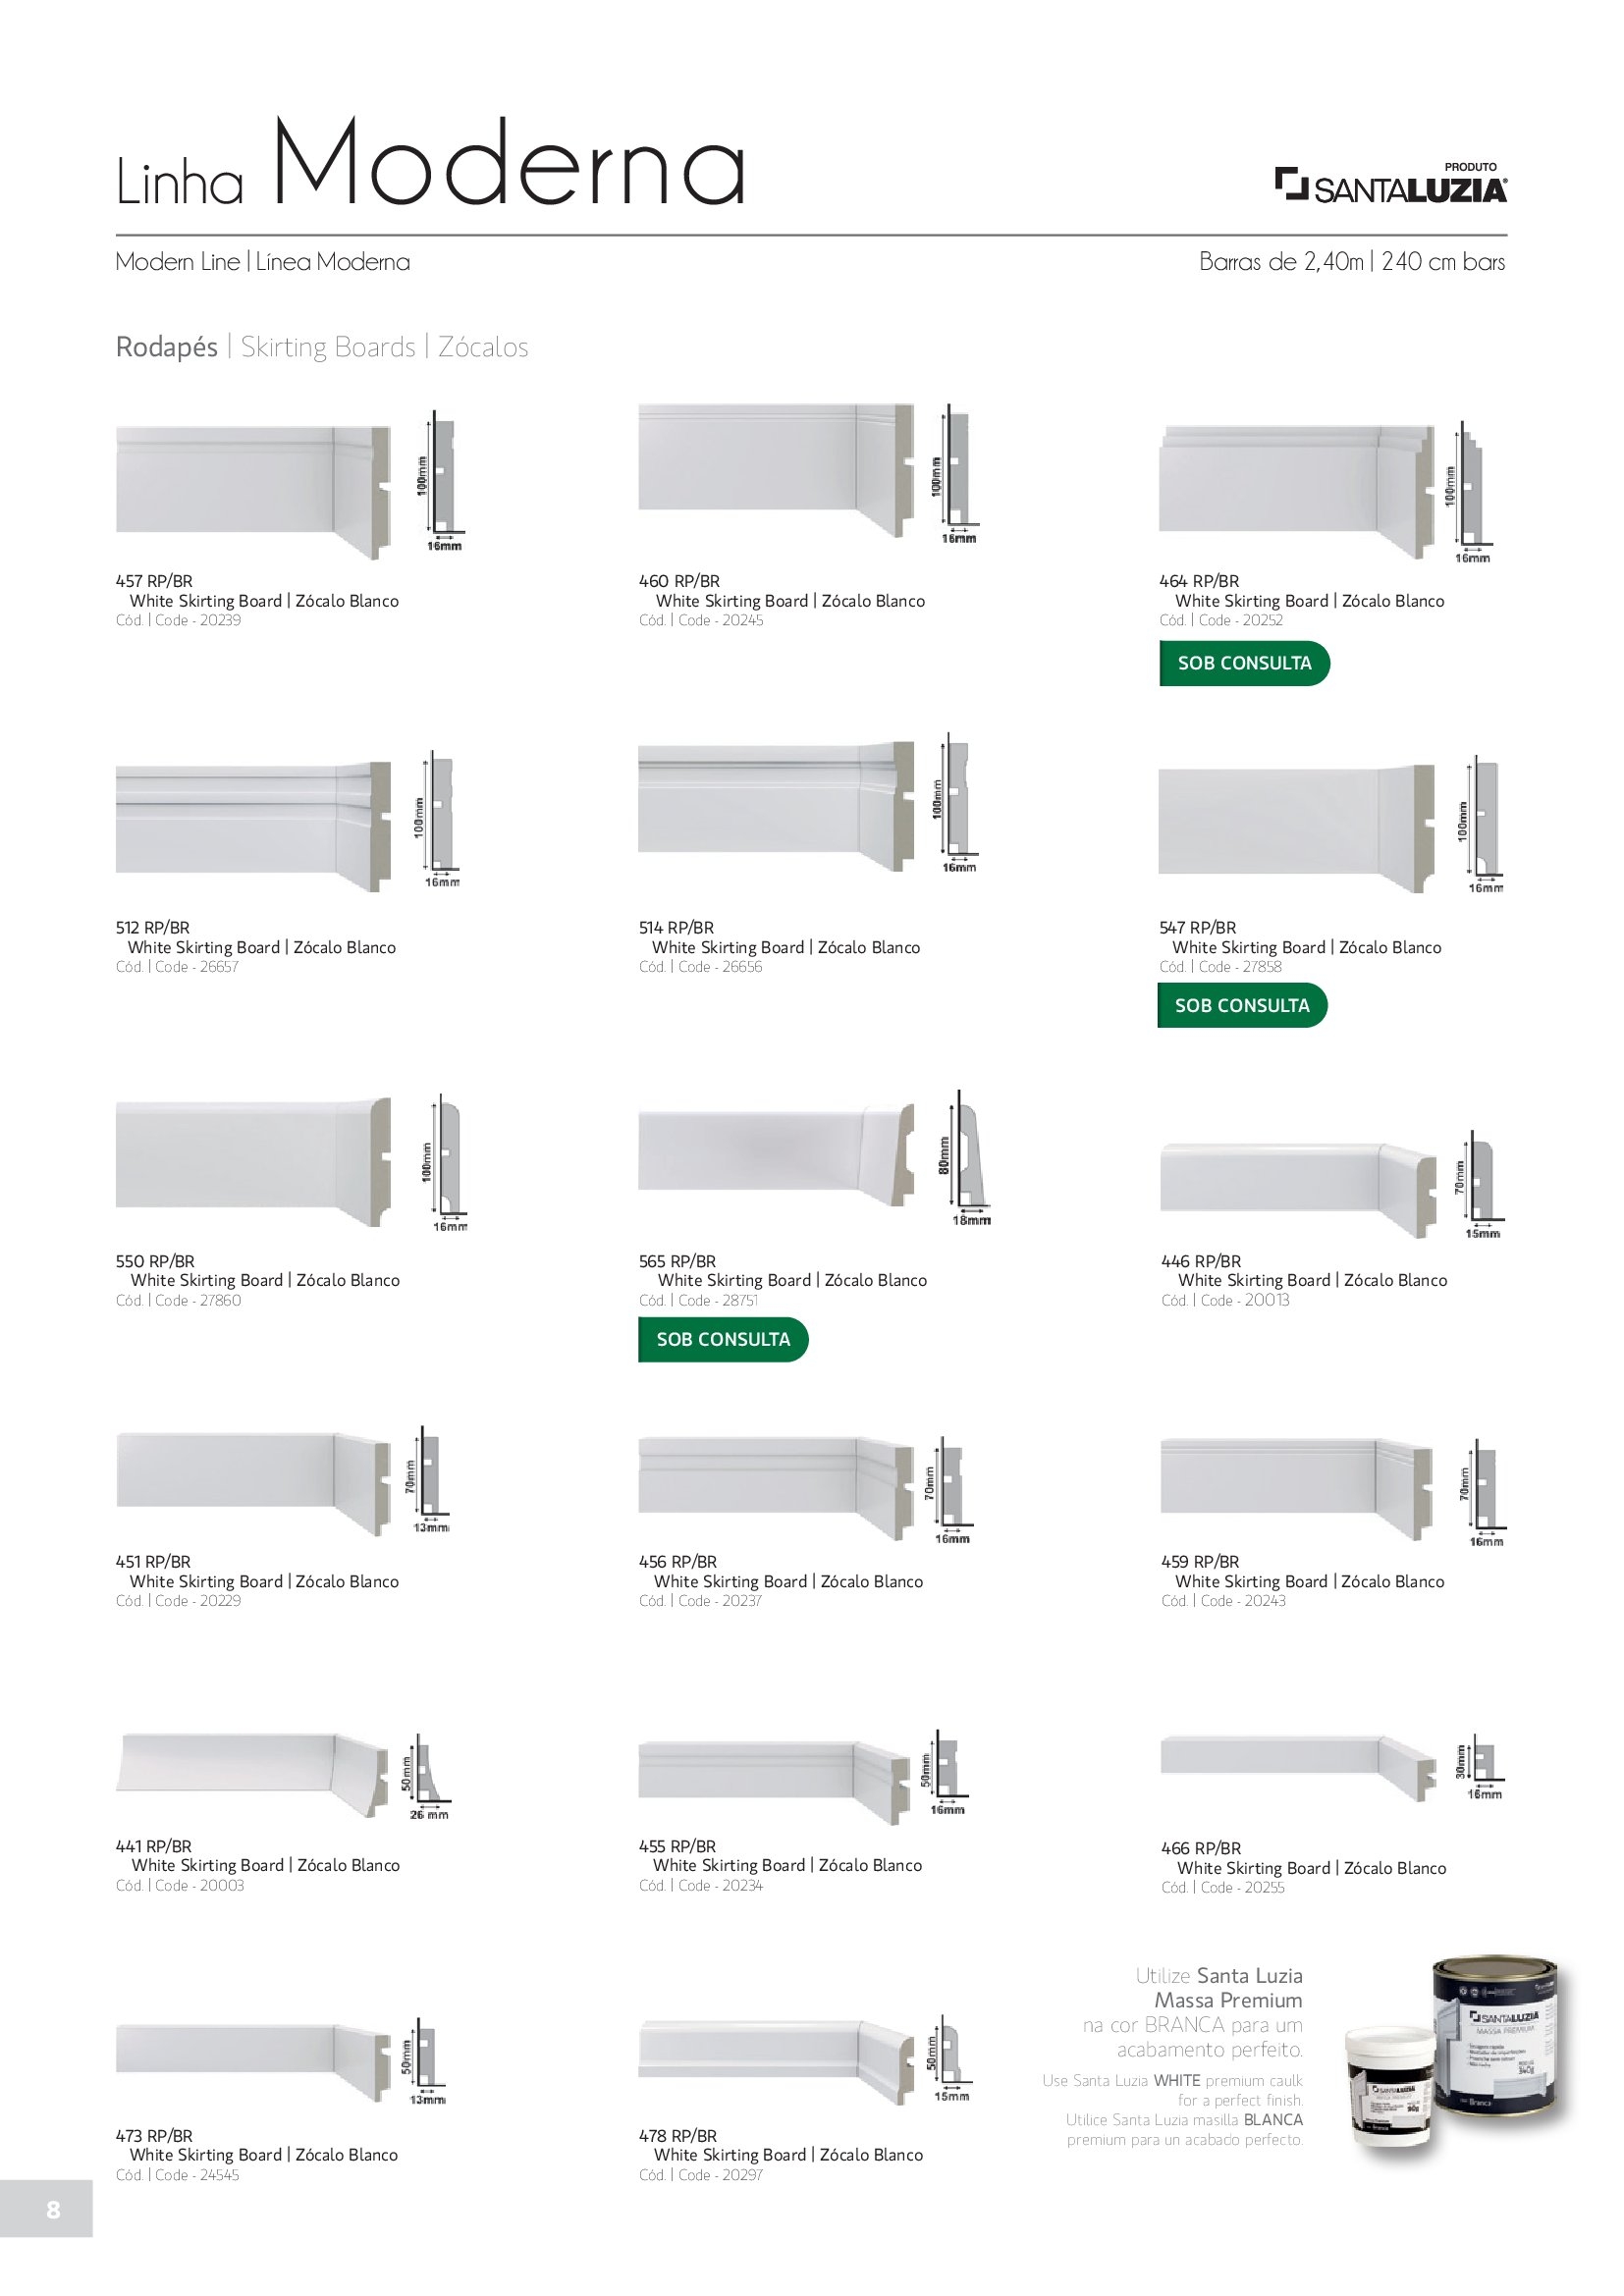 Linha Moderna
PRODUTO
SANTALUZIA®
Modern Line | Línea Moderna
Barras de 2,40m | 240 cm bars
Rodapés | Skirting Boards | Zócalos
100mm
16mm
457 RP/BR
White Skirting Board | Zócalo Blanco
Cód. | Code - 20239
100mm
16mm
460 RP/BR
White Skirting Board | Zócalo Blanco
Cód. | Code - 20245
100mm
16mm
464 RP/BR
White Skirting Board | Zócalo Blanco
Cód. | Code - 20252
SOB CONSULTA
100mm
16mm
512 RP/BR
White Skirting Board | Zócalo Blanco
Cód. | Code - 26657
100mm
16mm
514 RP/BR
White Skirting Board | Zócalo Blanco
Cód. | Code - 26656
100mm
16mm
547 RP/BR
White Skirting Board | Zócalo Blanco
Cód. | Code - 27858
SOB CONSULTA
100mm
16mm
550 RP/BR
White Skirting Board | Zócalo Blanco
Cód. | Code - 27860
80mm
18mm
565 RP/BR
White Skirting Board | Zócalo Blanco
Cód. | Code - 28751
SOB CONSULTA
70mm
15mm
446 RP/BR
White Skirting Board | Zócalo Blanco
Cód. | Code - 20013
70mm
13mm
451 RP/BR
White Skirting Board | Zócalo Blanco
Cód. | Code - 20229
70mm
16mm
456 RP/BR
White Skirting Board | Zócalo Blanco
Cód. | Code - 20237
70mm
16mm
459 RP/BR
White Skirting Board | Zócalo Blanco
Cód. | Code - 20243
50mm
26 mm
441 RP/BR
White Skirting Board | Zócalo Blanco
Cód. | Code - 20003
50mm
16mm
455 RP/BR
White Skirting Board | Zócalo Blanco
Cód. | Code - 20234
30mm
16mm
466 RP/BR
White Skirting Board | Zócalo Blanco
Cód. | Code - 20255
50mm
13mm
473 RP/BR
White Skirting Board | Zócalo Blanco
Cód. | Code - 24545
50mm
15mm
478 RP/BR
White Skirting Board | Zócalo Blanco
Cód. | Code - 20297
Utilize Santa Luzia
Massa Premium
na cor BRANCA para um
acabamento perfeito.
Use Santa Luzia WHITE premium caulk
for a perfect finish.
Utilice Santa Luzia masilla BLANCA
premium para un acabado perfecto.
SANTALUZIA
MASSA PREMIUM
340g
Branca
SANTALUZIA
90g
8